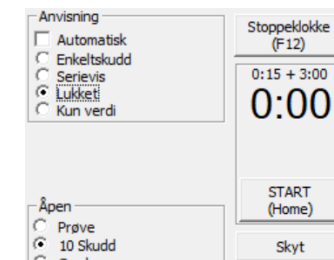 Anvisning
Automatisk
Enkeltskudd
Serievis
Lukket
Kun verdi
Åpen
Prøve
10 Skudd
Stoppeklokke
(F12)
0:15 + 3:00
0:00
START
(Home)
Skyt